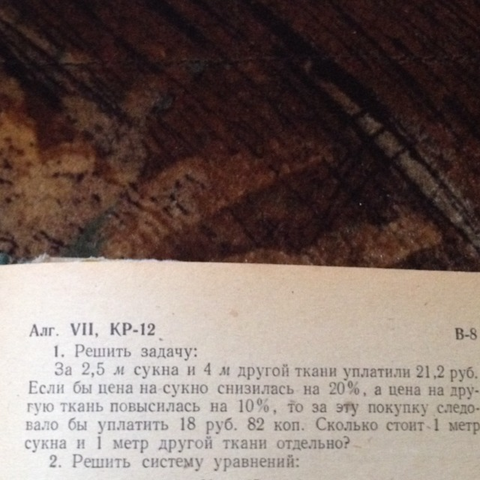 Алг. VII, КР-12 В-8
1. Решить задачу:
За 2,5 м сукна и 4 м другой ткани уплатили 21,2 руб.
Если бы цена на сукно снизилась на 20%, а цена на дру-
гую ткань повысилась на 10%, то за эту покупку следо-
вало бы уплатить 18 руб. 82 коп. Сколько стоит 1 метр
сукна и 1 метр другой ткани отдельно?
2. Решить систему уравнений: